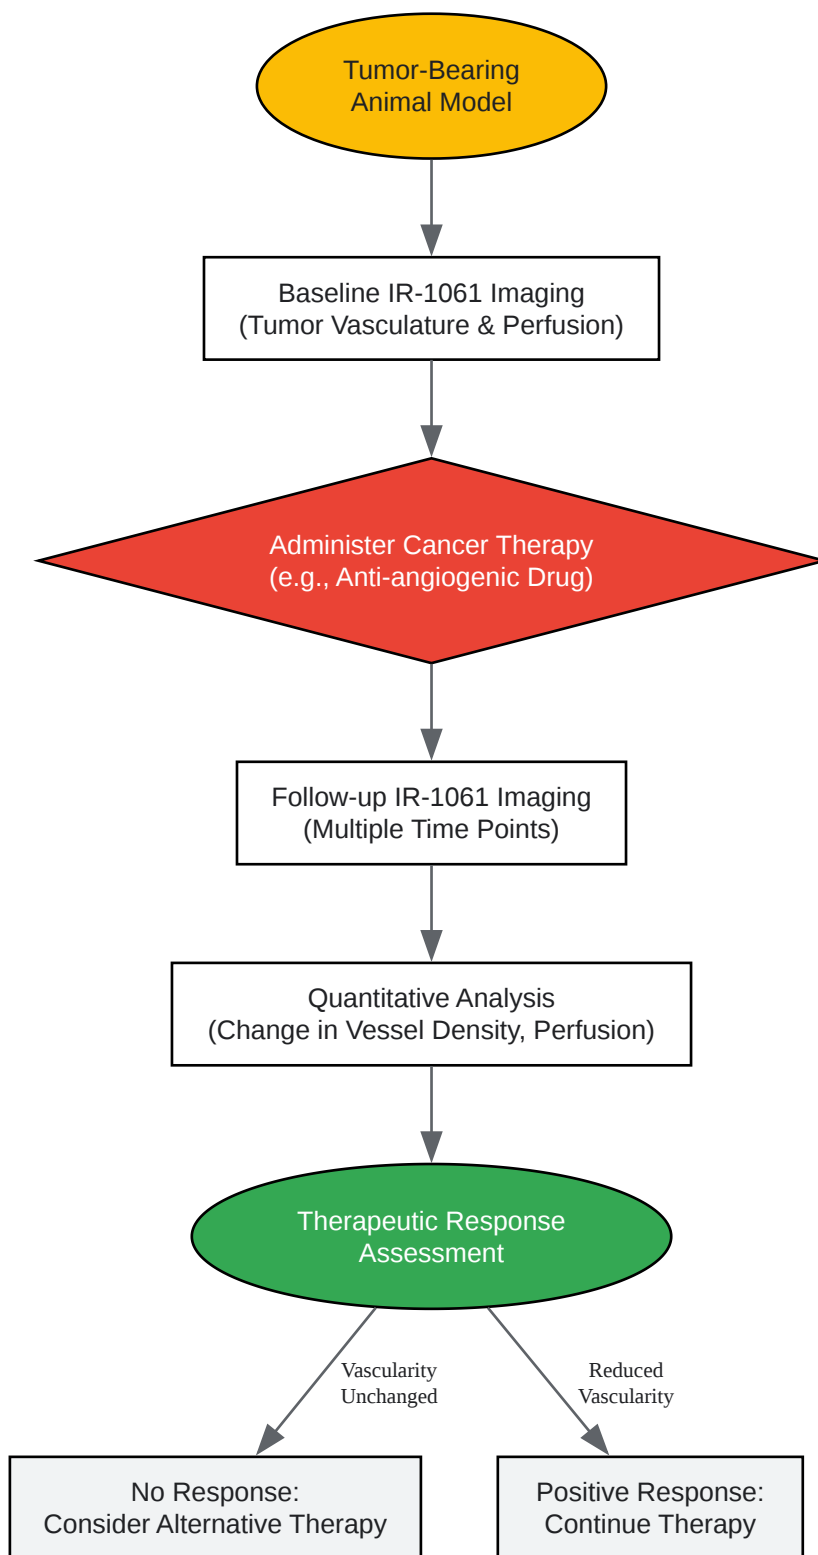 Tumor-Bearing
Animal Model
Baseline IR-1061 Imaging
(Tumor Vasculature & Perfusion)
Administer Cancer Therapy
(e.g., Anti-angiogenic Drug)
Follow-up IR-1061 Imaging
(Multiple Time Points)
Quantitative Analysis
(Change in Vessel Density, Perfusion)
Therapeutic Response
Assessment
Vascularity
Unchanged
Reduced
Vascularity
No Response:
Consider Alternative Therapy
Positive Response:
Continue Therapy